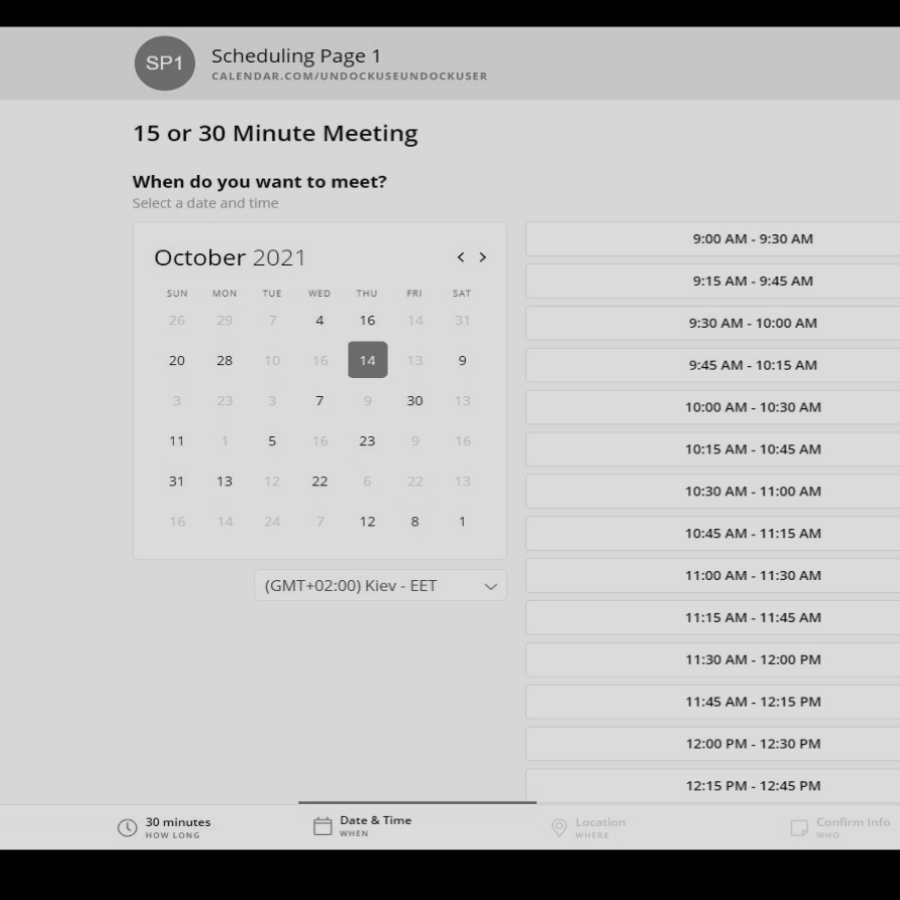 SP1
Scheduling Page 1
CALENDAR.COM/UNDOCKUSEUNDOCKUSER
15 or 30 Minute Meeting
When do you want to meet?
Select a date and time
October 2021
SUN MON TUE WED THU FRI SAT
26 29 7 4 16 14 31
20 28 10 16 14 13 9
3 23 3 7 9 30 13
11 1 5 16 23 9 16
31 13 12 22 6 22 13
16 14 24 7 12 8 1
(GMT+02:00) Kiev - EET
9:00 AM - 9:30 AM
9:15 AM - 9:45 AM
9:30 AM - 10:00 AM
9:45 AM - 10:15 AM
10:00 AM - 10:30 AM
10:15 AM - 10:45 AM
10:30 AM - 11:00 AM
10:45 AM - 11:15 AM
11:00 AM - 11:30 AM
11:15 AM - 11:45 AM
11:30 AM - 12:00 PM
11:45 AM - 12:15 PM
12:00 PM - 12:30 PM
12:15 PM - 12:45 PM
30 minutes
HOW LONG
Date & Time
WHEN
Location
WHERE
Confirm Info
WHO